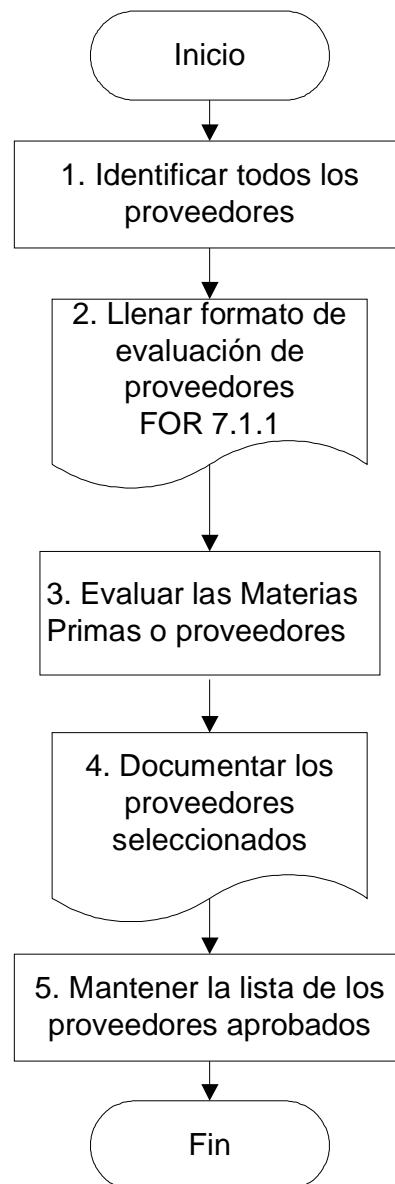 Inicio
1. Identificar todos los
proveedores
2. Llenar formato de
evaluación de
proveedores
FOR 7.1.1
3. Evaluar las Materias
Primas o proveedores
4. Documentar los
proveedores
seleccionados
5. Mantener la lista de los
proveedores aprobados
Fin